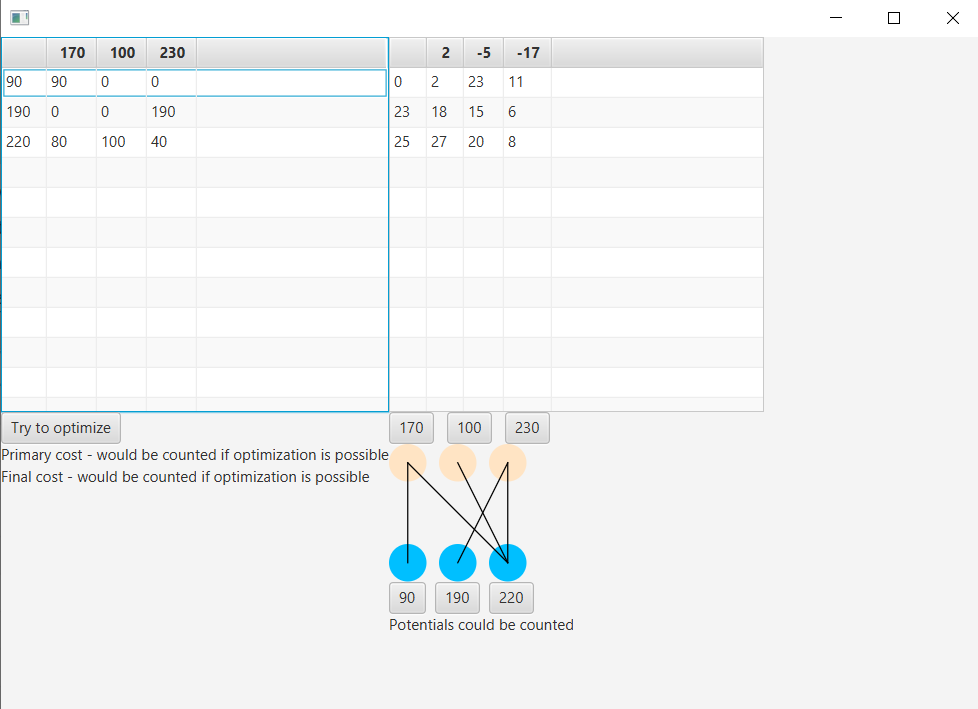 170 100 230 2 -5 -17
90 90 0 0 0 2 23 11
190 0 0 190 23 18 15 6
220 80 100 40 25 27 20 8
Try to optimize 170 100 230
Primary cost - would be counted if optimization is possible
Final cost - would be counted if optimization is possible
90 190 220
Potentials could be counted